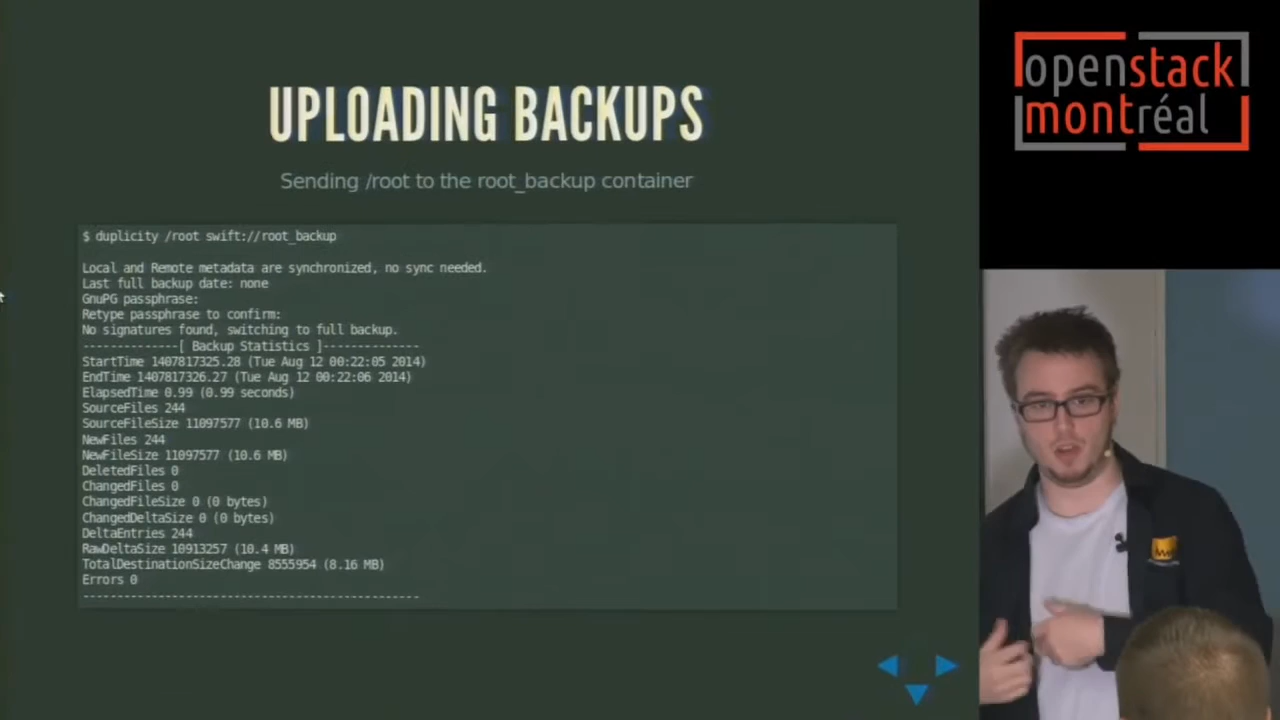 UPLOADING BACKUPS
Sending /root to the root_backup container
$ duplicity /root swift://root_backup
Local and Remote metadata are synchronized, no sync needed.
Last full backup date: none
GnuPG passphrase:
Retype passphrase to confirm:
No signatures found, switching to full backup.
--------------[ Backup Statistics ]--------------
StartTime 1407817325.28 (Tue Aug 12 00:22:05 2014)
EndTime 1407817326.27 (Tue Aug 12 00:22:06 2014)
ElapsedTime 0.99 (0.99 seconds)
SourceFiles 244
SourceFileSize 11097577 (10.6 MB)
NewFiles 244
NewFileSize 11097577 (10.6 MB)
DeletedFiles 0
ChangedFiles 0
ChangedFileSize 0 (0 bytes)
ChangedDeltaSize 0 (0 bytes)
DeltaEntries 244
RawDeltaSize 10913257 (10.4 MB)
TotalDestinationSizeChange 8555954 (8.16 MB)
Errors 0
-------------------------------------------------
openstack
montréal